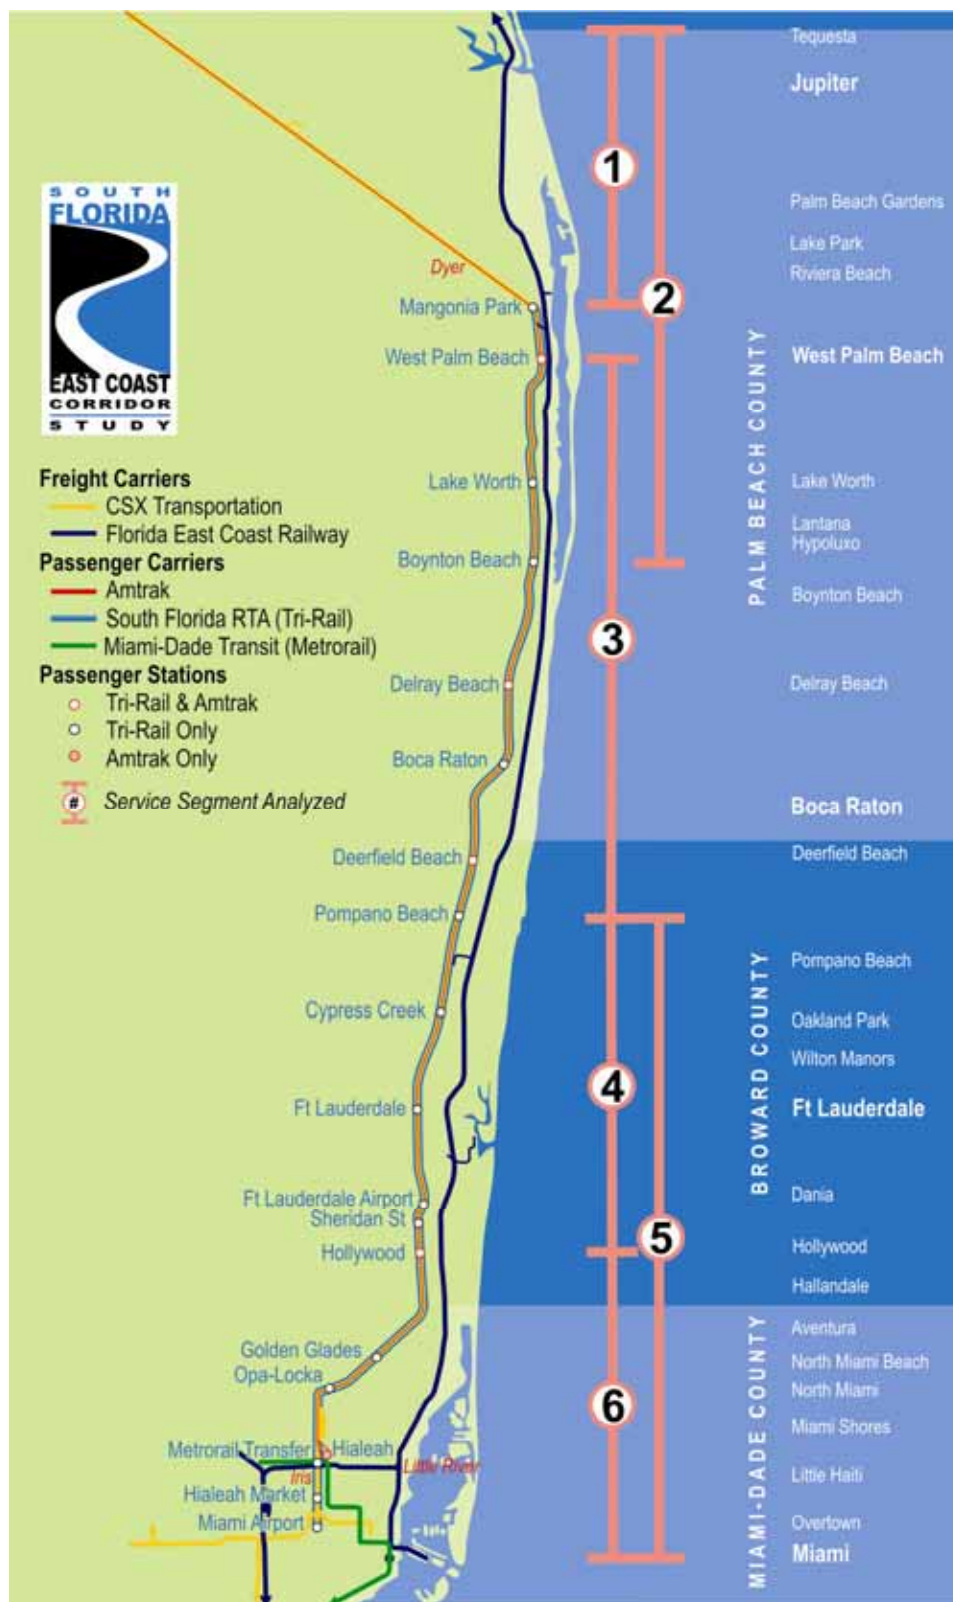 SOUTH
FLORIDA
EAST COAST
CORRIDOR
STUDY
Freight Carriers
CSX Transportation
Florida East Coast Railway
Passenger Carriers
Amtrak
South Florida RTA (Tri-Rail)
Miami-Dade Transit (Metrorail)
Passenger Stations
Tri-Rail & Amtrak
Tri-Rail Only
Amtrak Only
# Service Segment Analyzed
Dyer
Mangonia Park
West Palm Beach
Lake Worth
Boynton Beach
Delray Beach
Boca Raton
Deerfield Beach
Pompano Beach
Cypress Creek
Ft Lauderdale
Ft Lauderdale Airport
Sheridan St
Hollywood
Golden Glades
Opa-Locka
Metrorail Transfer
Hialeah
Iris
Little River
Hialeah Market
Miami Airport
1
2
3
4
5
6
PALM BEACH COUNTY
BROWARD COUNTY
MIAMI-DADE COUNTY
Tequesta
Jupiter
Palm Beach Gardens
Lake Park
Riviera Beach
West Palm Beach
Lake Worth
Lantana
Hypoluxo
Boynton Beach
Delray Beach
Boca Raton
Deerfield Beach
Pompano Beach
Oakland Park
Wilton Manors
Ft Lauderdale
Dania
Hollywood
Hallandale
Aventura
North Miami Beach
North Miami
Miami Shores
Little Haiti
Overtown
Miami